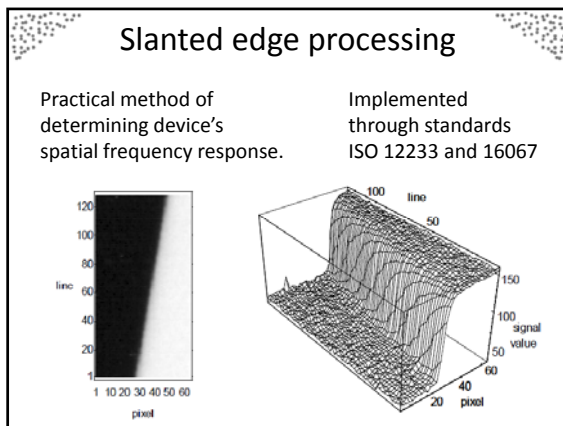 Slanted edge processing
Practical method of
determining device's
spatial frequency response.
Implemented
through standards
ISO 12233 and 16067
120
100
80
line
60
40
20
1
1 10 20 30 40 50 60
pixel
100
line
50
150
100
signal
value
50
60
40
pixel
20